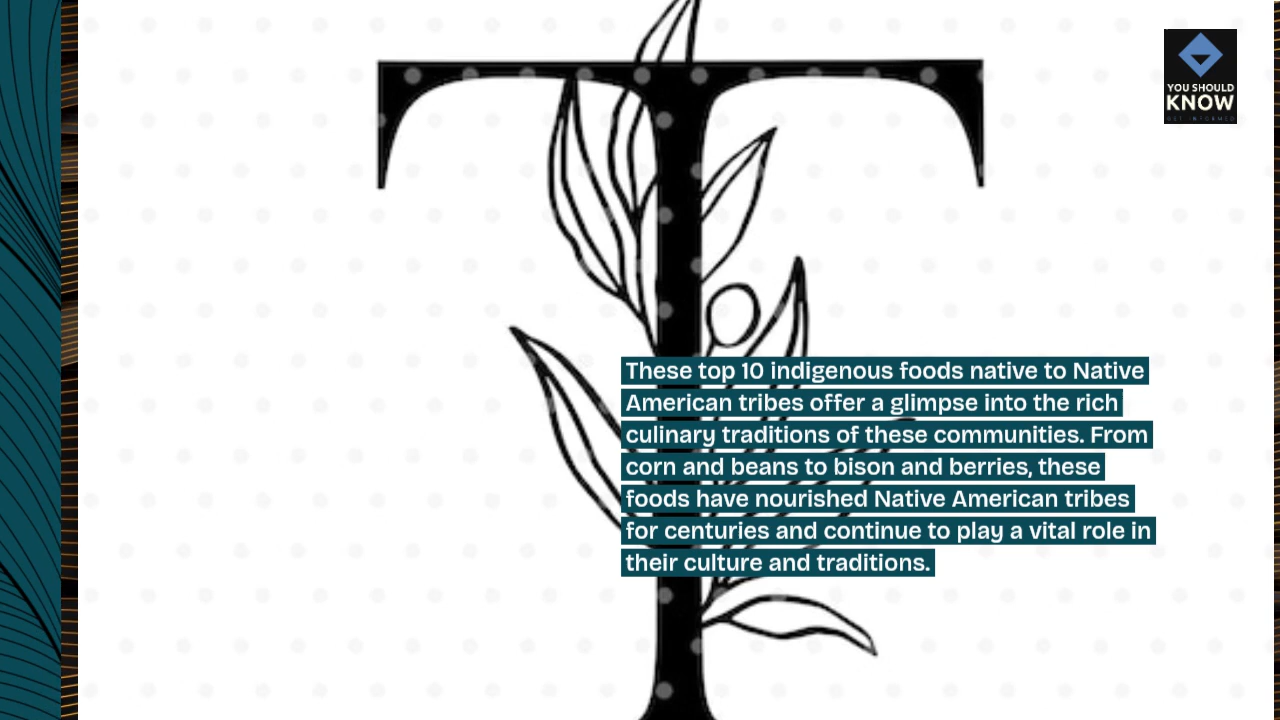 T
YOU SHOULD
KNOW
GET INFORMED
These top 10 indigenous foods native to Native
American tribes offer a glimpse into the rich
culinary traditions of these communities. From
corn and beans to bison and berries, these
foods have nourished Native American tribes
for centuries and continue to play a vital role in
their culture and traditions.